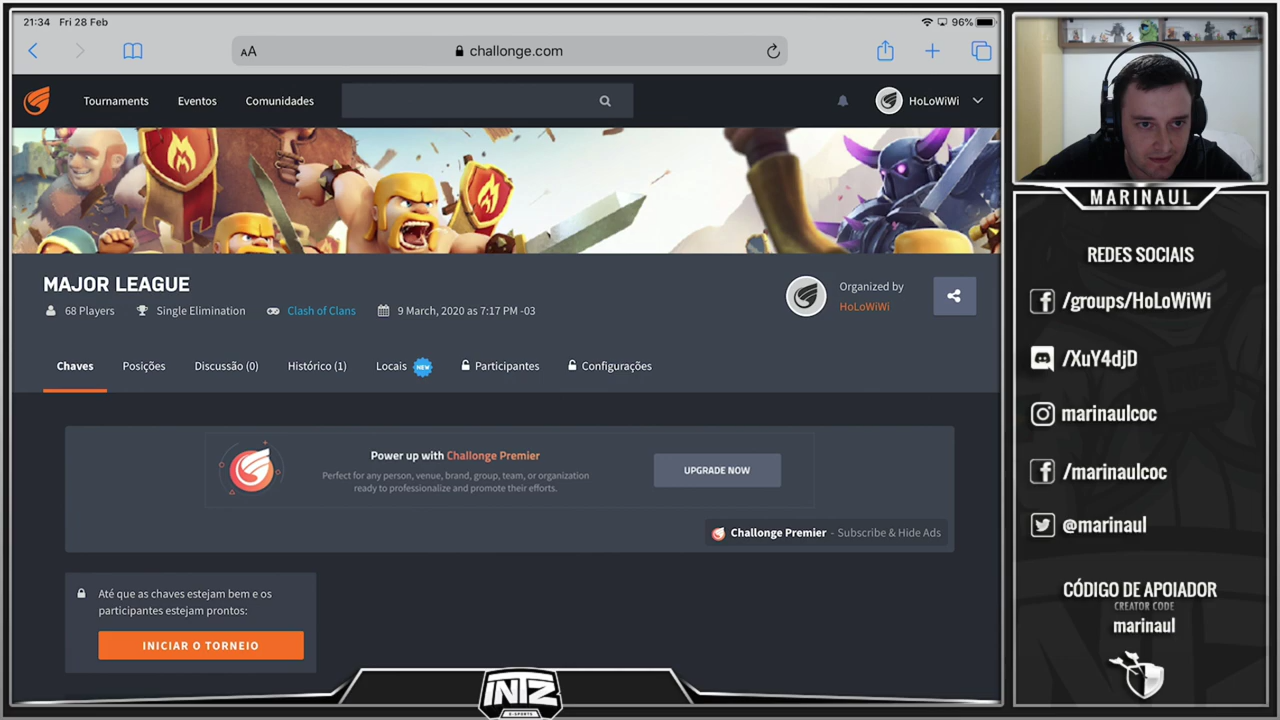 21:34 Fri 28 Feb
96%
AA
challonge.com
Tournaments Eventos Comunidades
HoLoWiWi
MAJOR LEAGUE
68 Players Single Elimination Clash of Clans 9 March, 2020 as 7:17 PM -03
Organized by
HoLoWiWi
Chaves Posições Discussão (0) Histórico (1) Locais NEW Participantes Configurações
Power up with Challonge Premier
Perfect for any person, venue, brand, group, team, or organization
ready to professionalize and promote their efforts.
UPGRADE NOW
Challonge Premier - Subscribe & Hide Ads
Até que as chaves estejam bem e os
participantes estejam prontos:
INICIAR O TORNEIO
INTZ
E-SPORTS
MARINAUL
REDES SOCIAIS
/groups/HoLoWiWi
/XuY4djD
marinaulcoc
/marinaulcoc
@marinaul
CÓDIGO DE APOIADOR
CREATOR CODE
marinaul